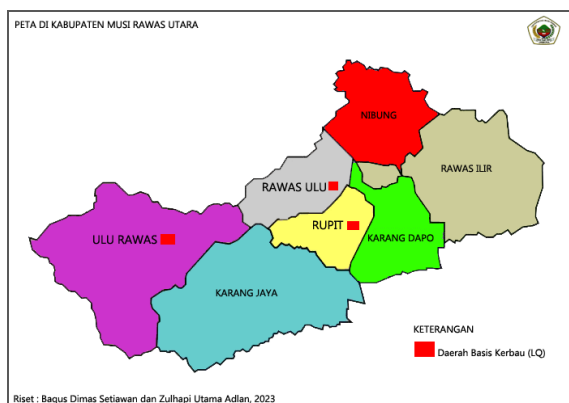 PETA DI KABUPATEN MUSI RAWAS UTARA
NIBUNG
RAWAS ILIR
RAWAS ULU
RUPIT
ULU RAWAS
KARANG DAPO
KARANG JAYA
KETERANGAN
Daerah Basis Kerbau (LQ)
Riset : Bagus Dimas Setiawan dan Zulhapi Utama Adlan, 2023